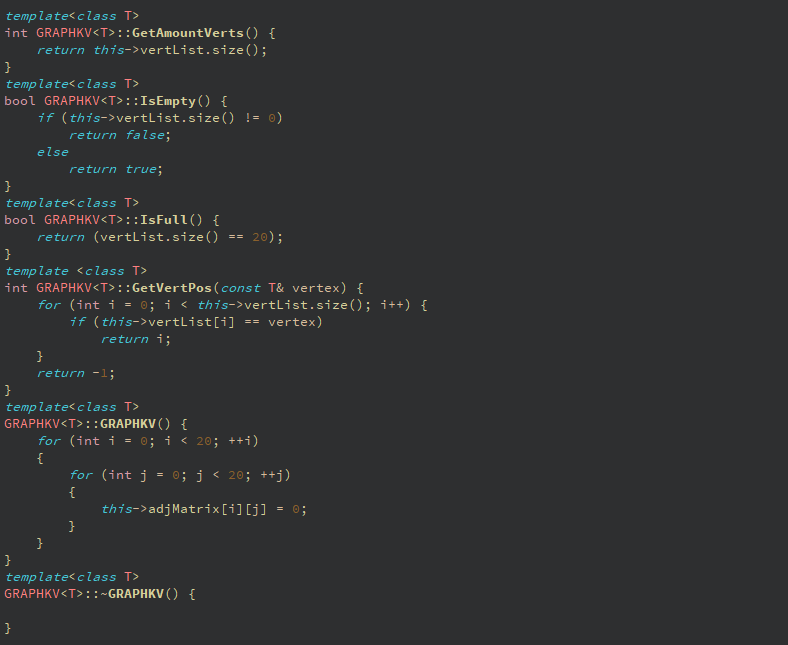 template<class T>
int GRAPHKV<T>::GetAmountVerts() {
    return this->vertList.size();
}
template<class T>
bool GRAPHKV<T>::IsEmpty() {
    if (this->vertList.size() != 0)
        return false;
    else
        return true;
}
template<class T>
bool GRAPHKV<T>::IsFull() {
    return (vertList.size() == 20);
}
template <class T>
int GRAPHKV<T>::GetVertPos(const T& vertex) {
    for (int i = 0; i < this->vertList.size(); i++) {
        if (this->vertList[i] == vertex)
            return i;
    }
    return -1;
}
template<class T>
GRAPHKV<T>::GRAPHKV() {
    for (int i = 0; i < 20; ++i)
    {
        for (int j = 0; j < 20; ++j)
        {
            this->adjMatrix[i][j] = 0;
        }
    }
}
template<class T>
GRAPHKV<T>::~GRAPHKV() {

}